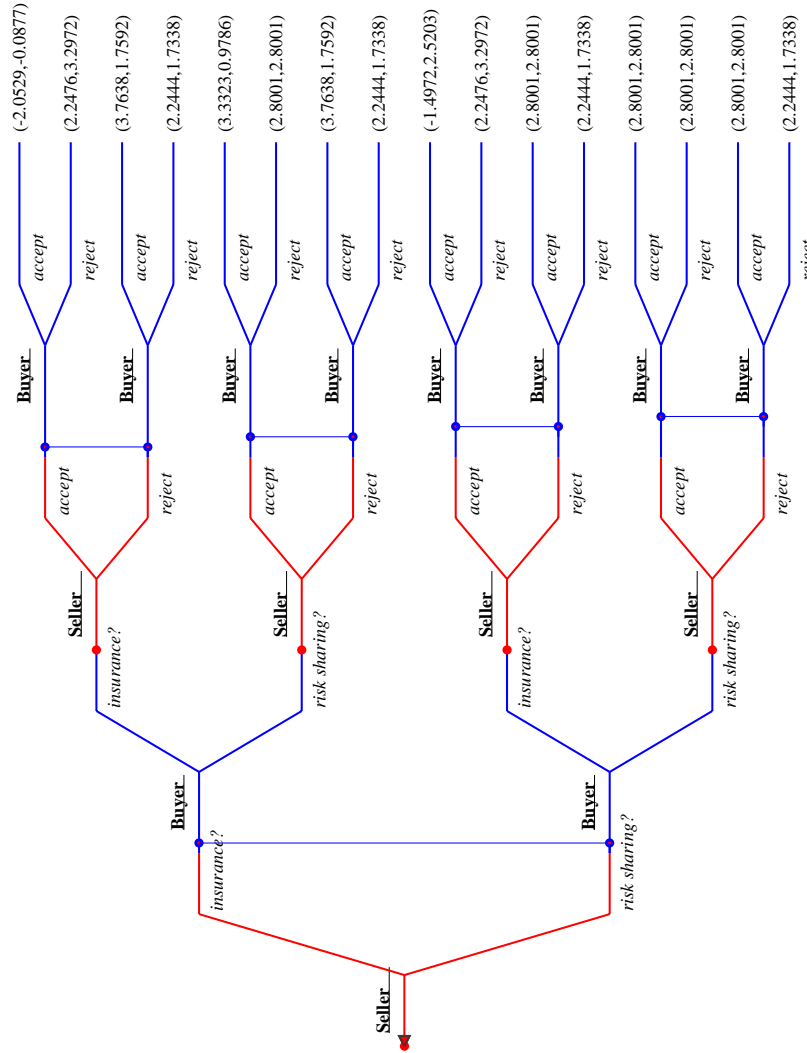 Seller
insurance?
risk sharing?
Buyer
Buyer
insurance?
risk sharing?
insurance?
risk sharing?
Seller
Seller
Seller
Seller
accept
reject
accept
reject
accept
reject
accept
reject
Buyer
Buyer
Buyer
Buyer
Buyer
Buyer
Buyer
Buyer
accept
reject
accept
reject
accept
reject
accept
reject
accept
reject
accept
reject
accept
reject
accept
reject
(-2.0529,-0.0877)
(2.2476,3.2972)
(3.7638,1.7592)
(2.2444,1.7338)
(3.3323,0.9786)
(2.8001,2.8001)
(3.7638,1.7592)
(2.2444,1.7338)
(-1.4972,2.5203)
(2.2476,3.2972)
(2.8001,2.8001)
(2.2444,1.7338)
(2.8001,2.8001)
(2.8001,2.8001)
(2.8001,2.8001)
(2.2444,1.7338)